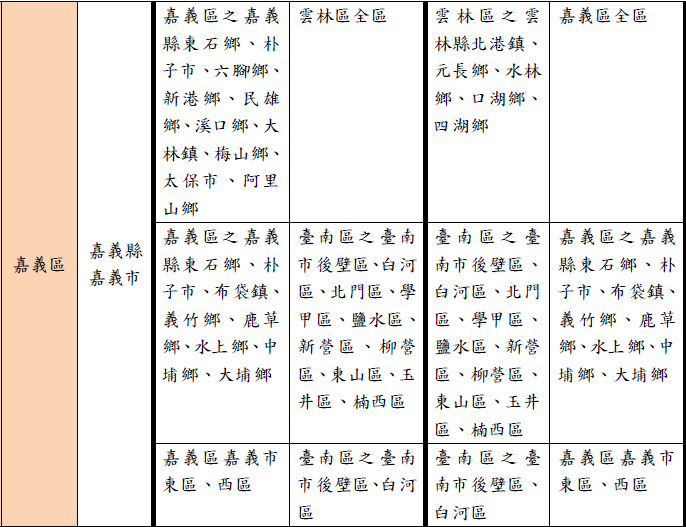 嘉義區
嘉義縣
嘉義市
嘉義區之嘉義
縣東石鄉、朴
子市、六腳鄉、
新港鄉、民雄
鄉、溪口鄉、大
林鎮、梅山鄉、
太保市、阿里
山鄉
雲林區全區
雲林區之雲
林縣北港鎮、
元長鄉、水林
鄉、口湖鄉、
四湖鄉
嘉義區全區
嘉義區之嘉義
縣東石鄉、朴
子市、布袋鎮、
義竹鄉、鹿草
鄉、水上鄉、中
埔鄉、大埔鄉
臺南區之臺南
市後壁區、白河
區、北門區、學
甲區、鹽水區、
新營區、柳營
區、東山區、玉
井區、楠西區
臺南區之臺
南市後壁區、
白河區、北門
區、學甲區、
鹽水區、新營
區、柳營區、
東山區、玉井
區、楠西區
嘉義區之嘉義
縣東石鄉、朴
子市、布袋鎮、
義竹鄉、鹿草
鄉、水上鄉、中
埔鄉、大埔鄉
嘉義區嘉義市
東區、西區
臺南區之臺南
市後壁區、白河
區
臺南區之臺
南市後壁區、
白河區
嘉義區嘉義市
東區、西區